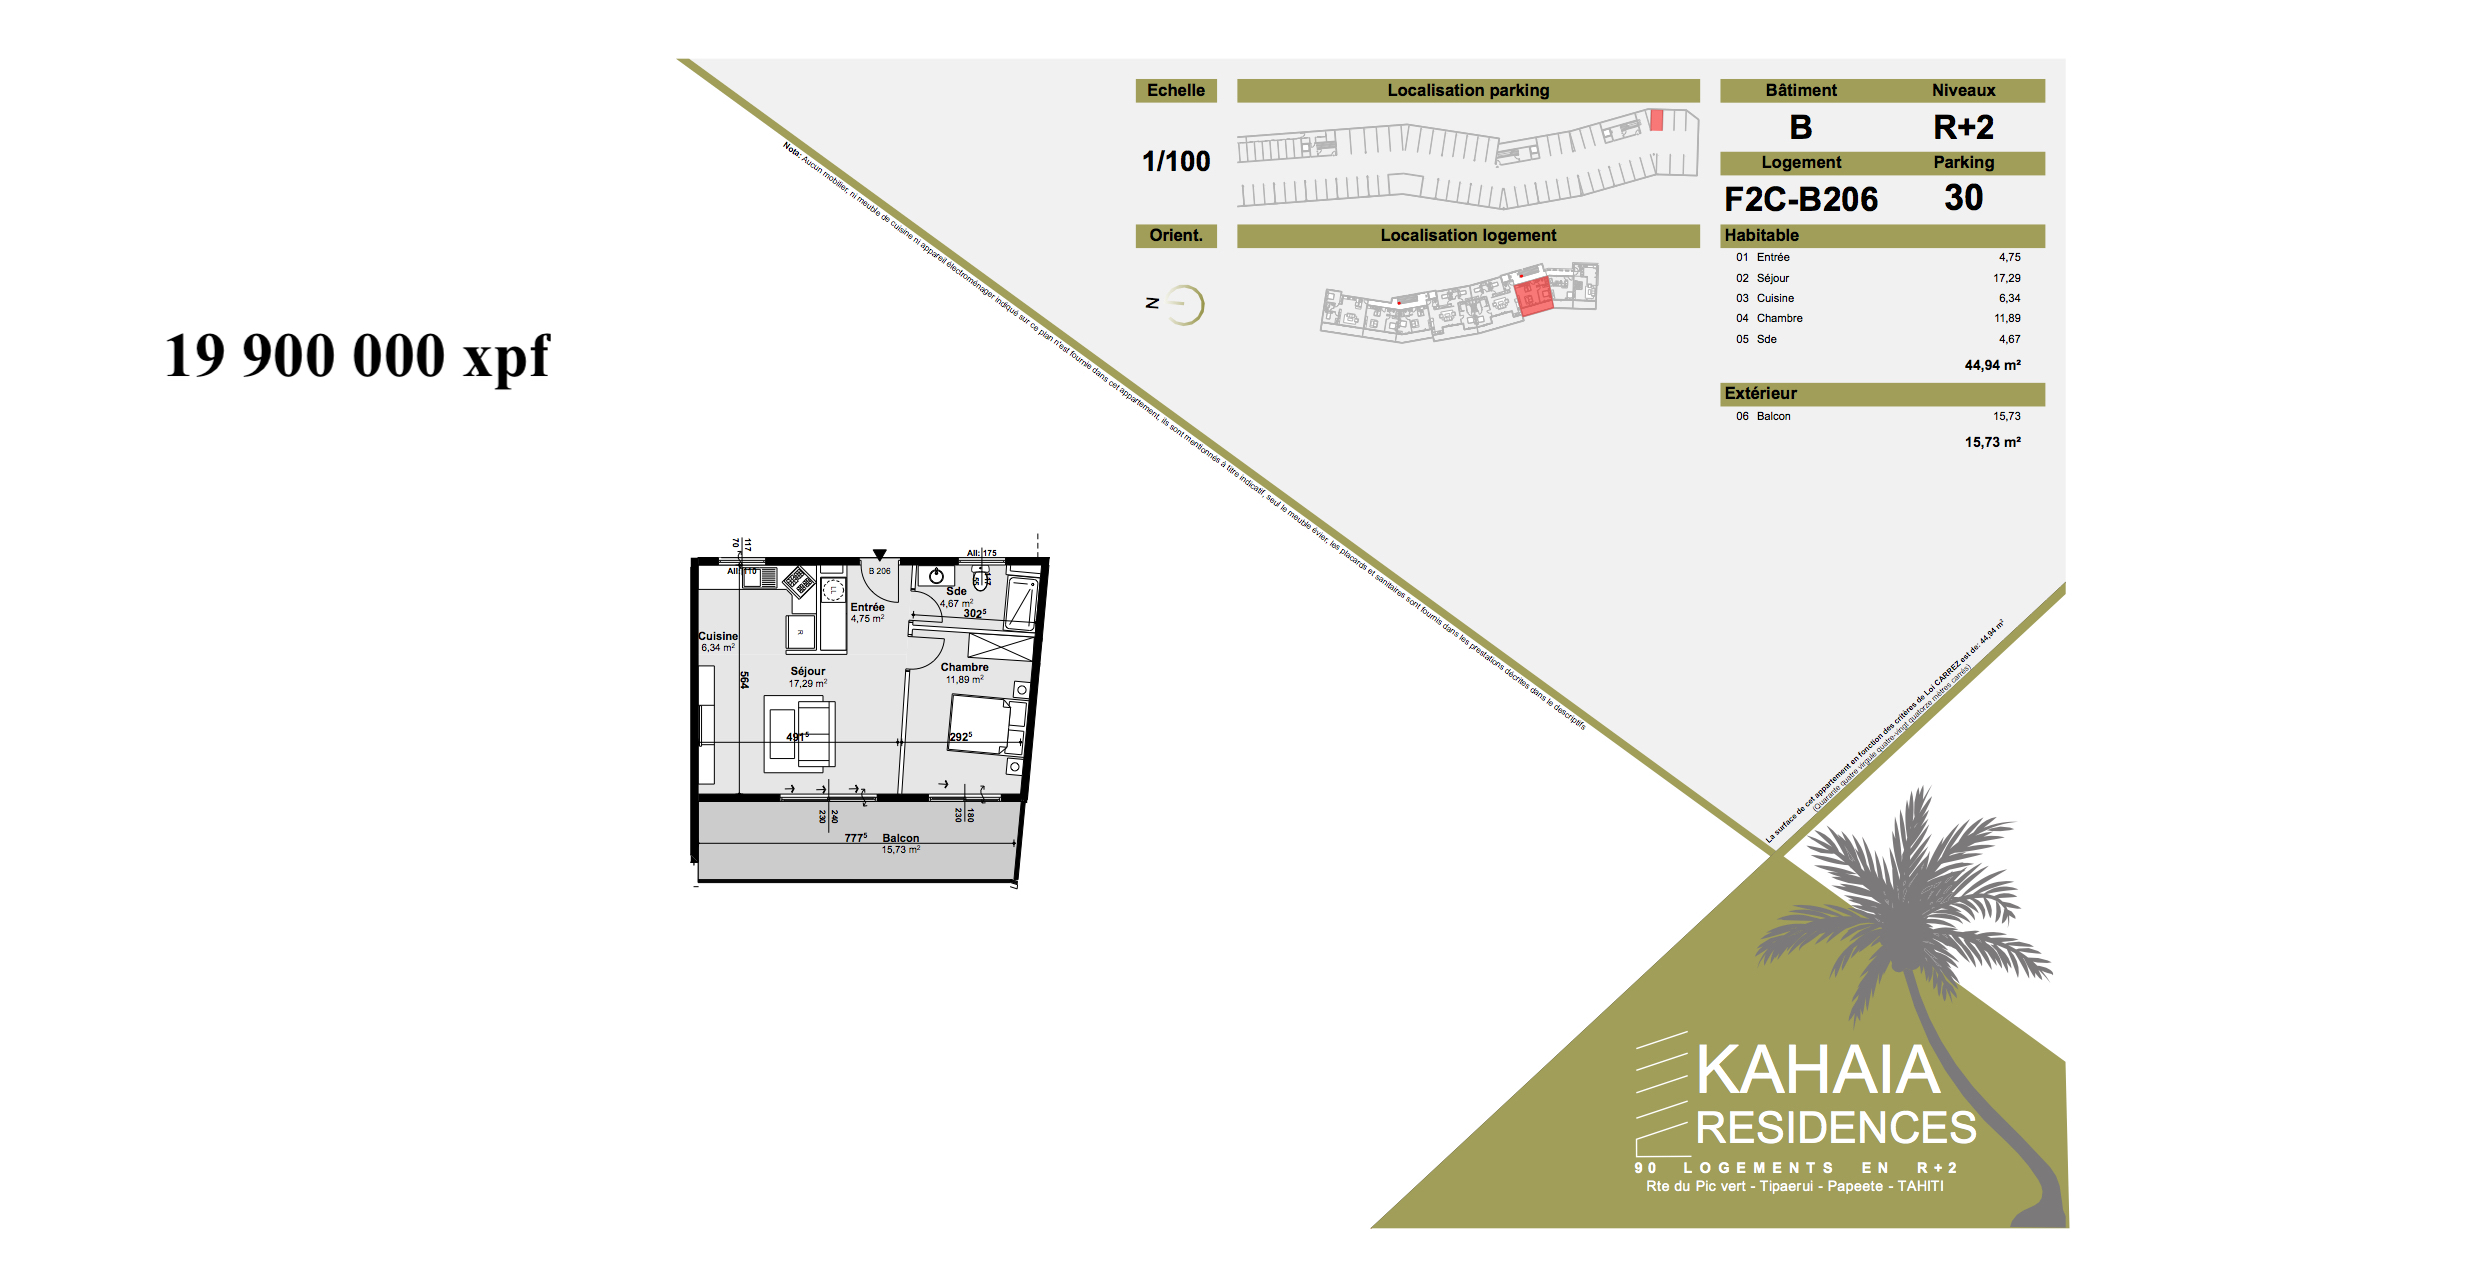 19 900 000 xpf
Echelle
1/100
Orient.
N
Localisation parking
Localisation logement
Bâtiment Niveaux
B R+2
Logement Parking
F2C-B206 30
Habitable
01 Entrée 4,75
02 Séjour 17,29
03 Cuisine 6,34
04 Chambre 11,89
05 Sde 4,67
44,94 m²
Extérieur
06 Balcon 15,73
15,73 m²
Nota: Aucun mobilier, ni meuble de cuisine ni appareil électroménager indiqué sur ce plan n'est fournie dans cet appartement, ils sont mentionnés à titre indicatif, seul le meuble évier, les placards et sanitaires sont fournis dans les prestations décrites dans le descriptifs
La surface de cet appartement en fonction des critères de Loi CARREZ est de: 44,94 m²
(Quarante quatre virgule quatre-vingt quatorze mètres carrés)
117
70
All: 110
B 206
All: 175
117
55
LL
R
Entrée
4,75 m²
Sde
4,67 m²
302⁵
Cuisine
6,34 m²
564
Séjour
17,29 m²
Chambre
11,89 m²
491⁵
292⁵
240
230
180
230
777⁵
Balcon
15,73 m²
KAHAIA
RESIDENCES
90 LOGEMENTS EN R+2
Rte du Pic vert - Tipaerui - Papeete - TAHITI